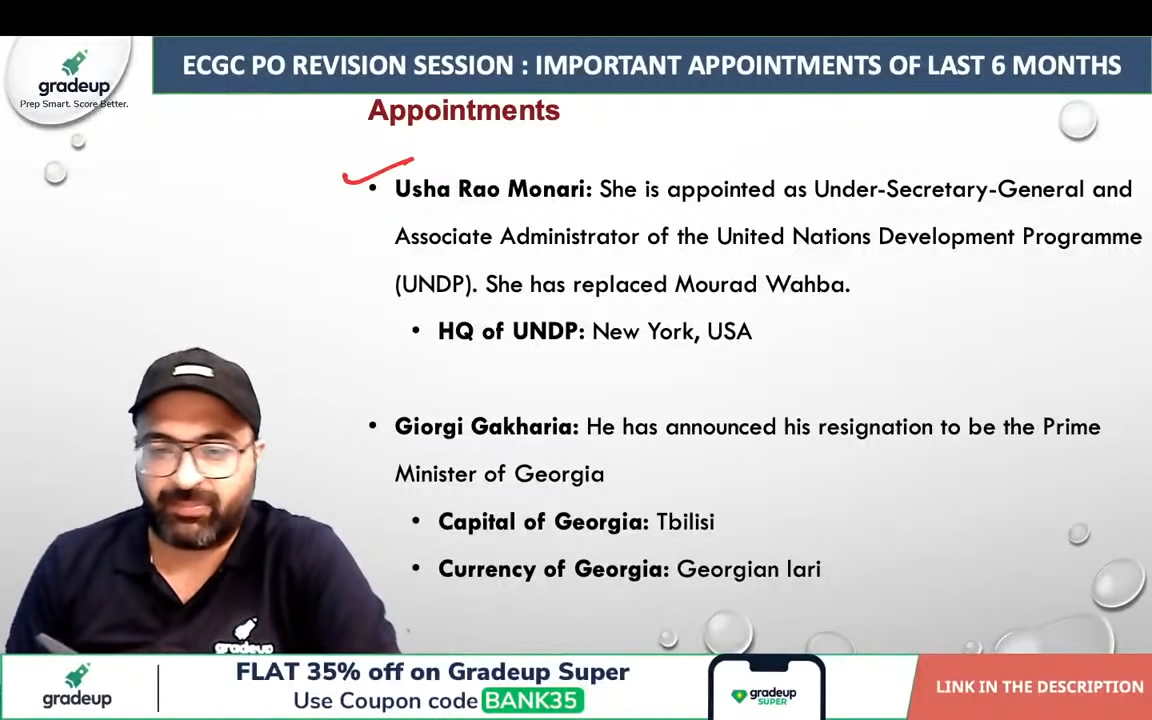 gradeup
Prep Smart. Score Better.
ECGC PO REVISION SESSION : IMPORTANT APPOINTMENTS OF LAST 6 MONTHS
Appointments
• Usha Rao Monari: She is appointed as Under-Secretary-General and
Associate Administrator of the United Nations Development Programme
(UNDP). She has replaced Mourad Wahba.
• HQ of UNDP: New York, USA
• Giorgi Gakharia: He has announced his resignation to be the Prime
Minister of Georgia
• Capital of Georgia: Tbilisi
• Currency of Georgia: Georgian lari
gradeup
gradeup
FLAT 35% off on Gradeup Super
Use Coupon code BANK35
gradeup
SUPER
LINK IN THE DESCRIPTION